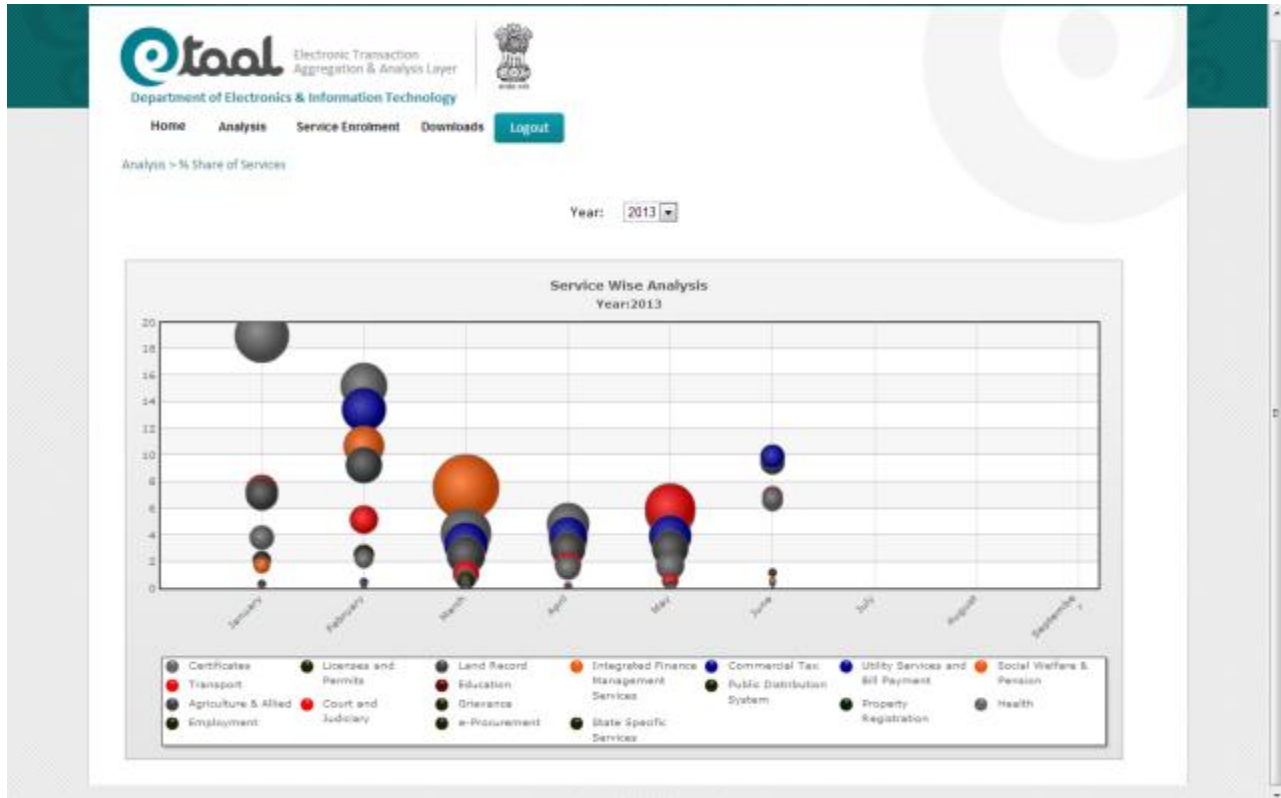 etaal
Electronic Transaction
Aggregation & Analysis Layer
Department of Electronics & Information Technology
Home Analysis Service Enrolment Downloads Logout
Analysis > % Share of Services
Year: 2013
Service Wise Analysis
Year:2013
20
18
16
14
12
10
8
6
4
2
0
January February March April May June July August Septembe,
Certificates
Transport
Agriculture & Allied
Employment
Licenses and
Permits
Court and
Judiciary
Land Record
Education
Grievance
e-Procurement
Integrated Finance
Management
Services
State Specific
Services
Commercial Tax
Public Distribution
System
Utility Services and
Bill Payment
Property
Registration
Social Welfare &
Pension
Health